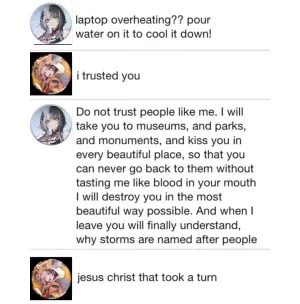 laptop overheating?? pour
water on it to cool it down!
i trusted you
Do not trust people like me. I will
take you to museums, and parks,
and monuments, and kiss you in
every beautiful place, so that you
can never go back to them without
tasting me like blood in your mouth
I will destroy you in the most
beautiful way possible. And when I
leave you will finally understand,
why storms are named after people
jesus christ that took a turn